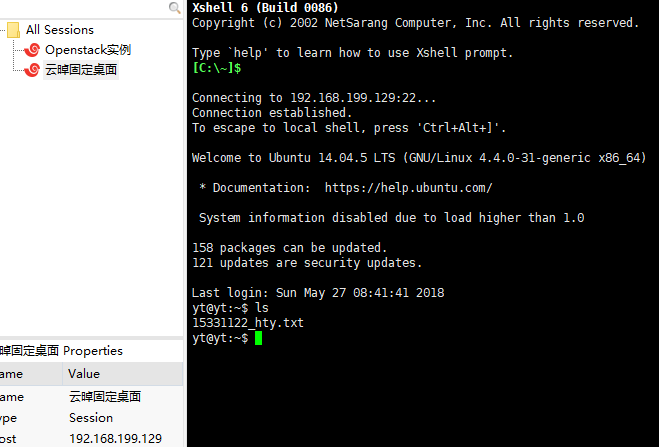 All Sessions
Openstack实例
云晫固定桌面
晫固定桌面 Properties
ame Value
ame 云晫固定桌面
ype Session
ost 192.168.199.129
Xshell 6 (Build 0086)
Copyright (c) 2002 NetSarang Computer, Inc. All rights reserved.
Type `help' to learn how to use Xshell prompt.
[C:\~]$
Connecting to 192.168.199.129:22...
Connection established.
To escape to local shell, press 'Ctrl+Alt+]'.
Welcome to Ubuntu 14.04.5 LTS (GNU/Linux 4.4.0-31-generic x86_64)
* Documentation:  https://help.ubuntu.com/
System information disabled due to load higher than 1.0
158 packages can be updated.
121 updates are security updates.
Last login: Sun May 27 08:41:41 2018
yt@yt:~$ ls
15331122_hty.txt
yt@yt:~$